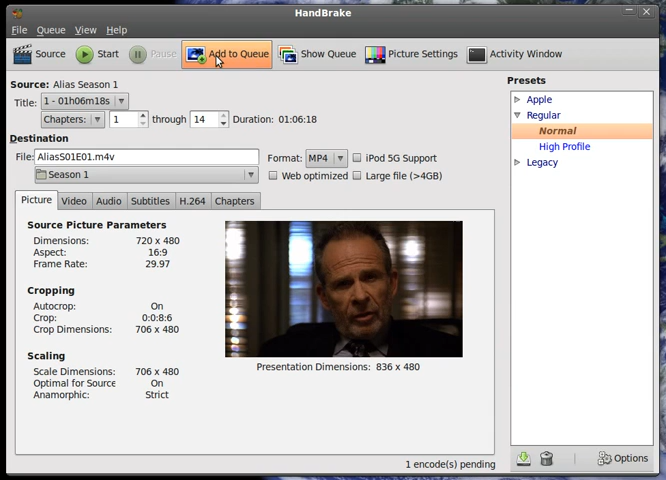 HandBrake
File Queue View Help
Source Start Pause Add to Queue Show Queue Picture Settings Activity Window
Source: Alias Season 1
Title: 1 - 01h06m18s
Chapters: 1 through 14 Duration: 01:06:18
Destination
File: AliasS01E01.m4v Format: MP4 iPod 5G Support
Season 1 Web optimized Large file (>4GB)
Picture Video Audio Subtitles H.264 Chapters
Source Picture Parameters
Dimensions: 720 x 480
Aspect: 16:9
Frame Rate: 29.97
Cropping
Autocrop: On
Crop: 0:0:8:6
Crop Dimensions: 706 x 480
Scaling
Scale Dimensions: 706 x 480
Optimal for Source On
Anamorphic: Strict
Presentation Dimensions: 836 x 480
1 encode(s) pending
Presets
Apple
Regular
Normal
High Profile
Legacy
Options